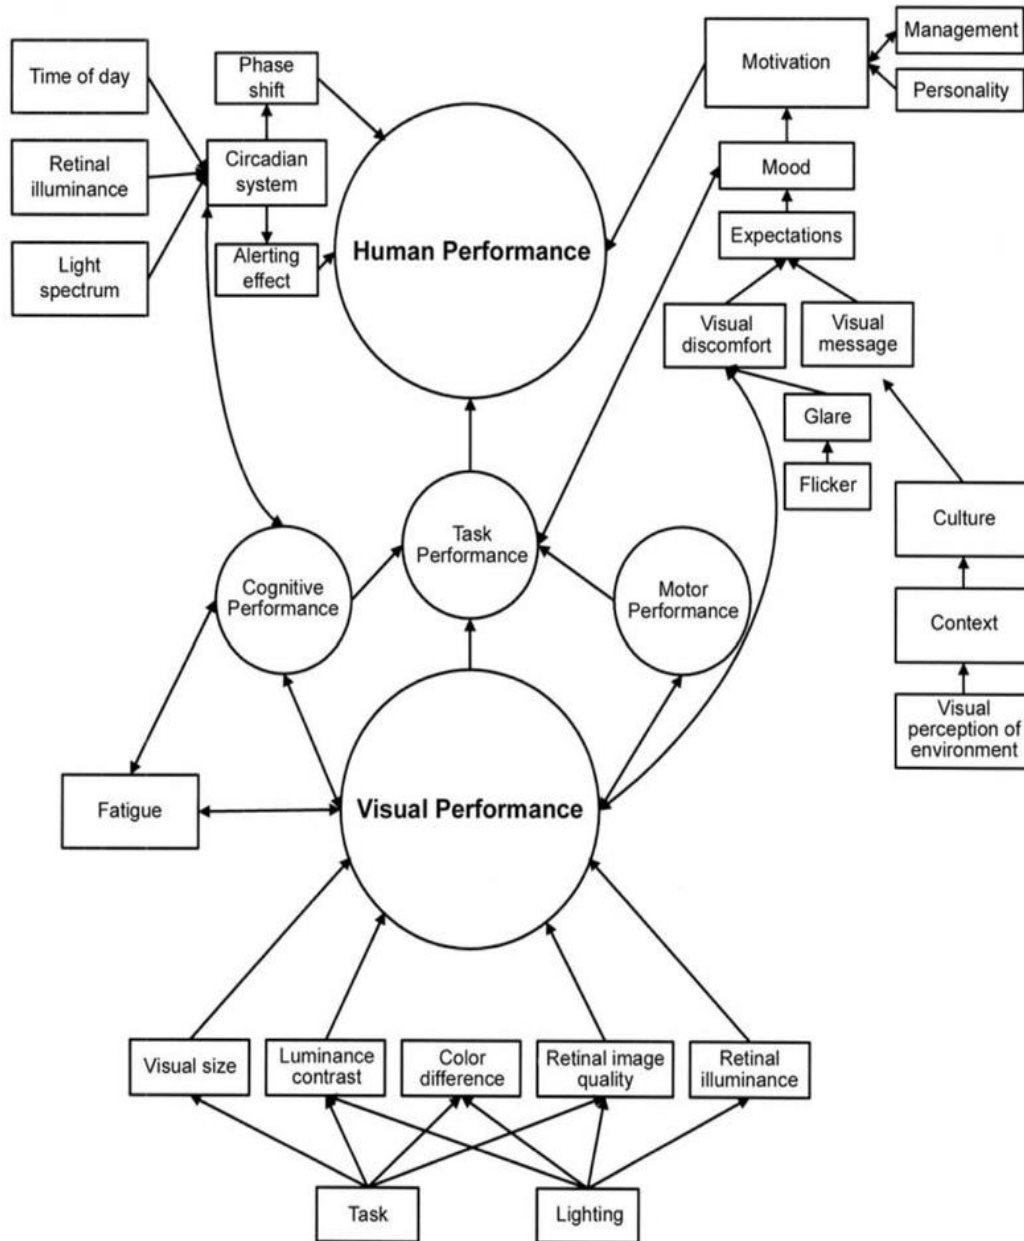 Time of day
Retinal
illuminance
Light
spectrum
Phase
shift
Circadian
system
Alerting
effect
Human Performance
Motivation
Management
Personality
Mood
Expectations
Visual
discomfort
Visual
message
Glare
Flicker
Culture
Context
Visual
perception of
environment
Task
Performance
Cognitive
Performance
Motor
Performance
Fatigue
Visual Performance
Visual size
Luminance
contrast
Color
difference
Retinal image
quality
Retinal
illuminance
Task
Lighting